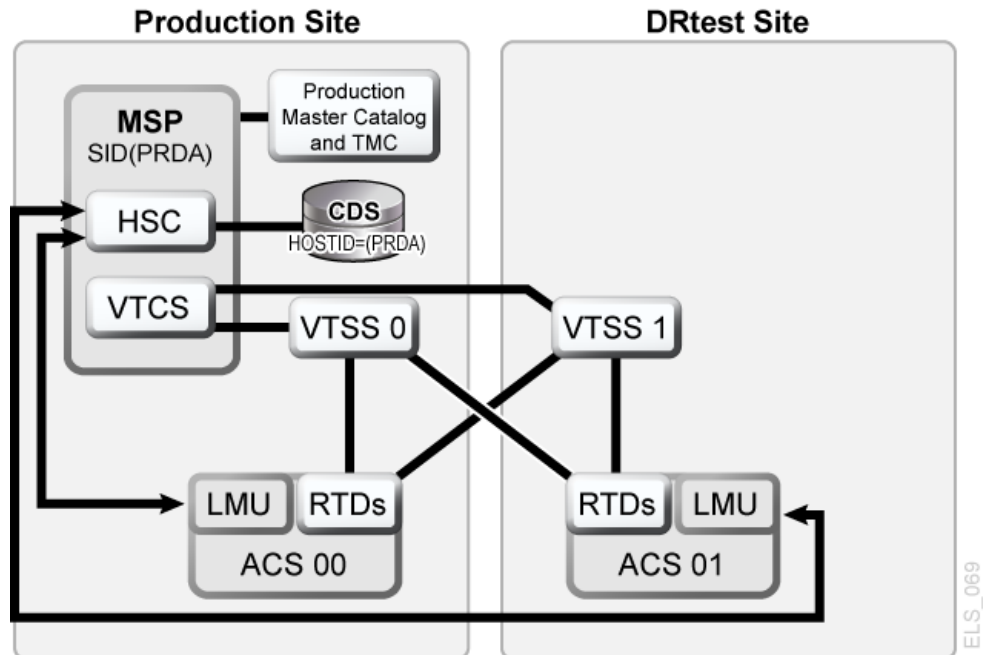 Production Site
DRtest Site
MSP
SID(PRDA)
Production
Master Catalog
and TMC
HSC
CDS
HOSTID=(PRDA)
VTCS
VTSS 0
VTSS 1
LMU
RTDs
ACS 00
RTDs
LMU
ACS 01
ELS_069